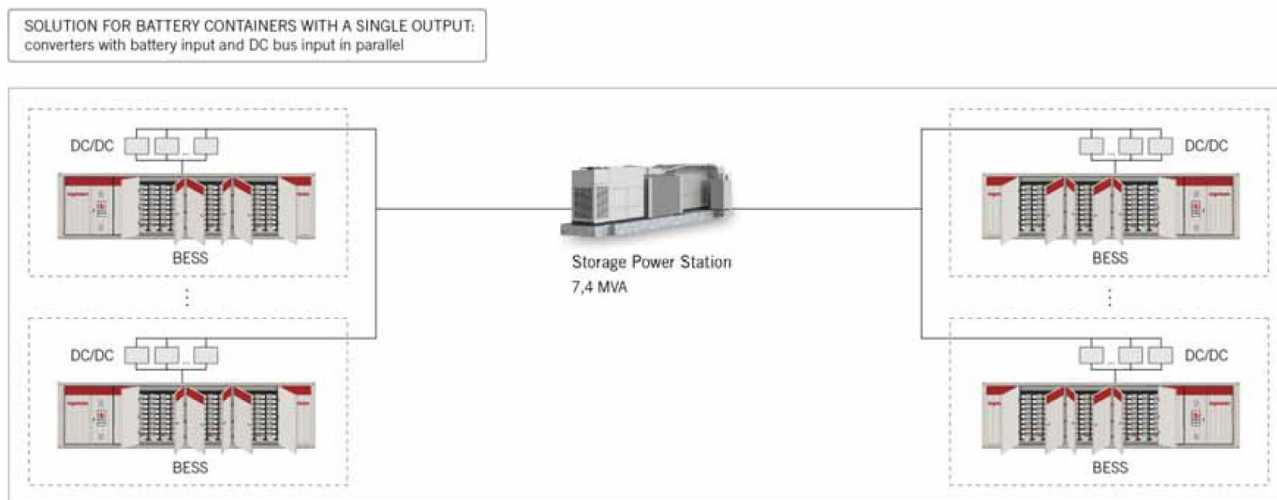 SOLUTION FOR BATTERY CONTAINERS WITH A SINGLE OUTPUT:
converters with battery input and DC bus input in parallel
DC/DC
...
DC/DC
...
BESS
BESS
Storage Power Station
7,4 MVA
DC/DC
...
DC/DC
...
BESS
BESS